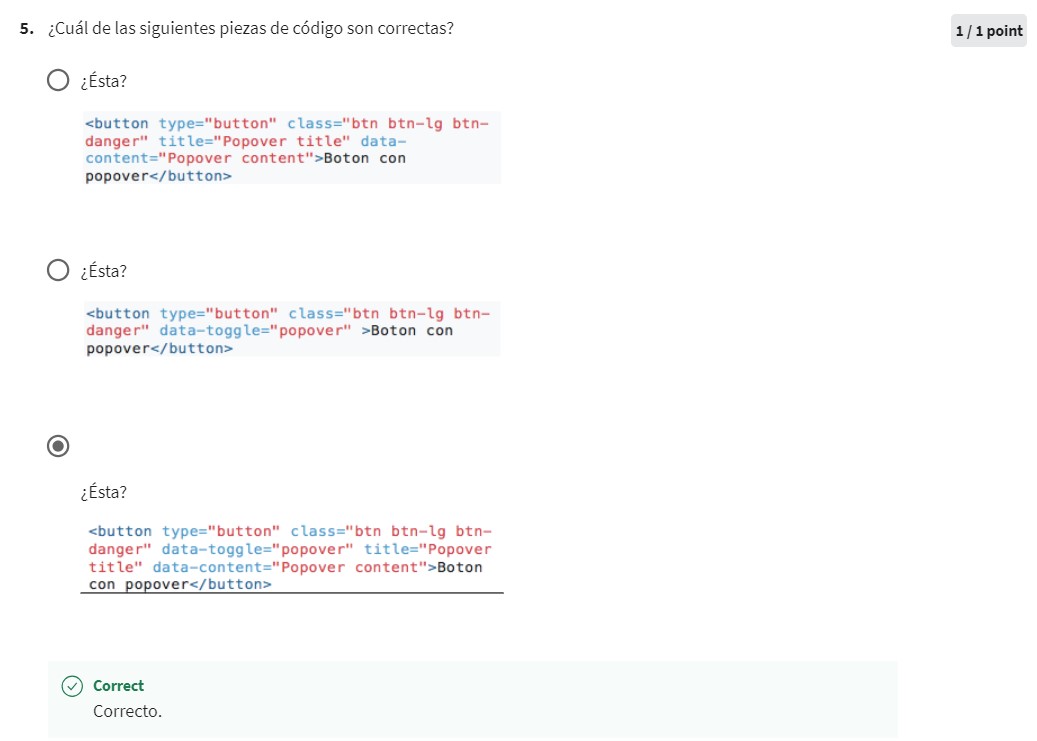 5. ¿Cuál de las siguientes piezas de código son correctas?
1 / 1 point
¿Ésta?
<button type="button" class="btn btn-lg btn-
danger" title="Popover title" data-
content="Popover content">Boton con
popover</button>
¿Ésta?
<button type="button" class="btn btn-lg btn-
danger" data-toggle="popover" >Boton con
popover</button>
¿Ésta?
<button type="button" class="btn btn-lg btn-
danger" data-toggle="popover" title="Popover
title" data-content="Popover content">Boton
con popover</button>
Correct
Correcto.